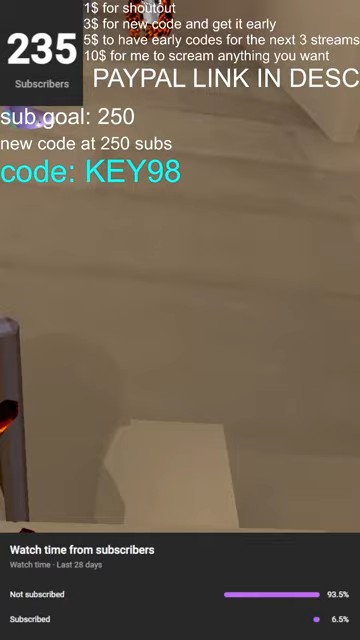 1$ for shoutout
3$ for new code and get it early
5$ to have early codes for the next 3 streams
10$ for me to scream anything you want
PAYPAL LINK IN DESC
235
Subscribers
sub goal: 250
new code at 250 subs
code: KEY98
Watch time from subscribers
Watch time · Last 28 days
Not subscribed 93.5%
Subscribed 6.5%